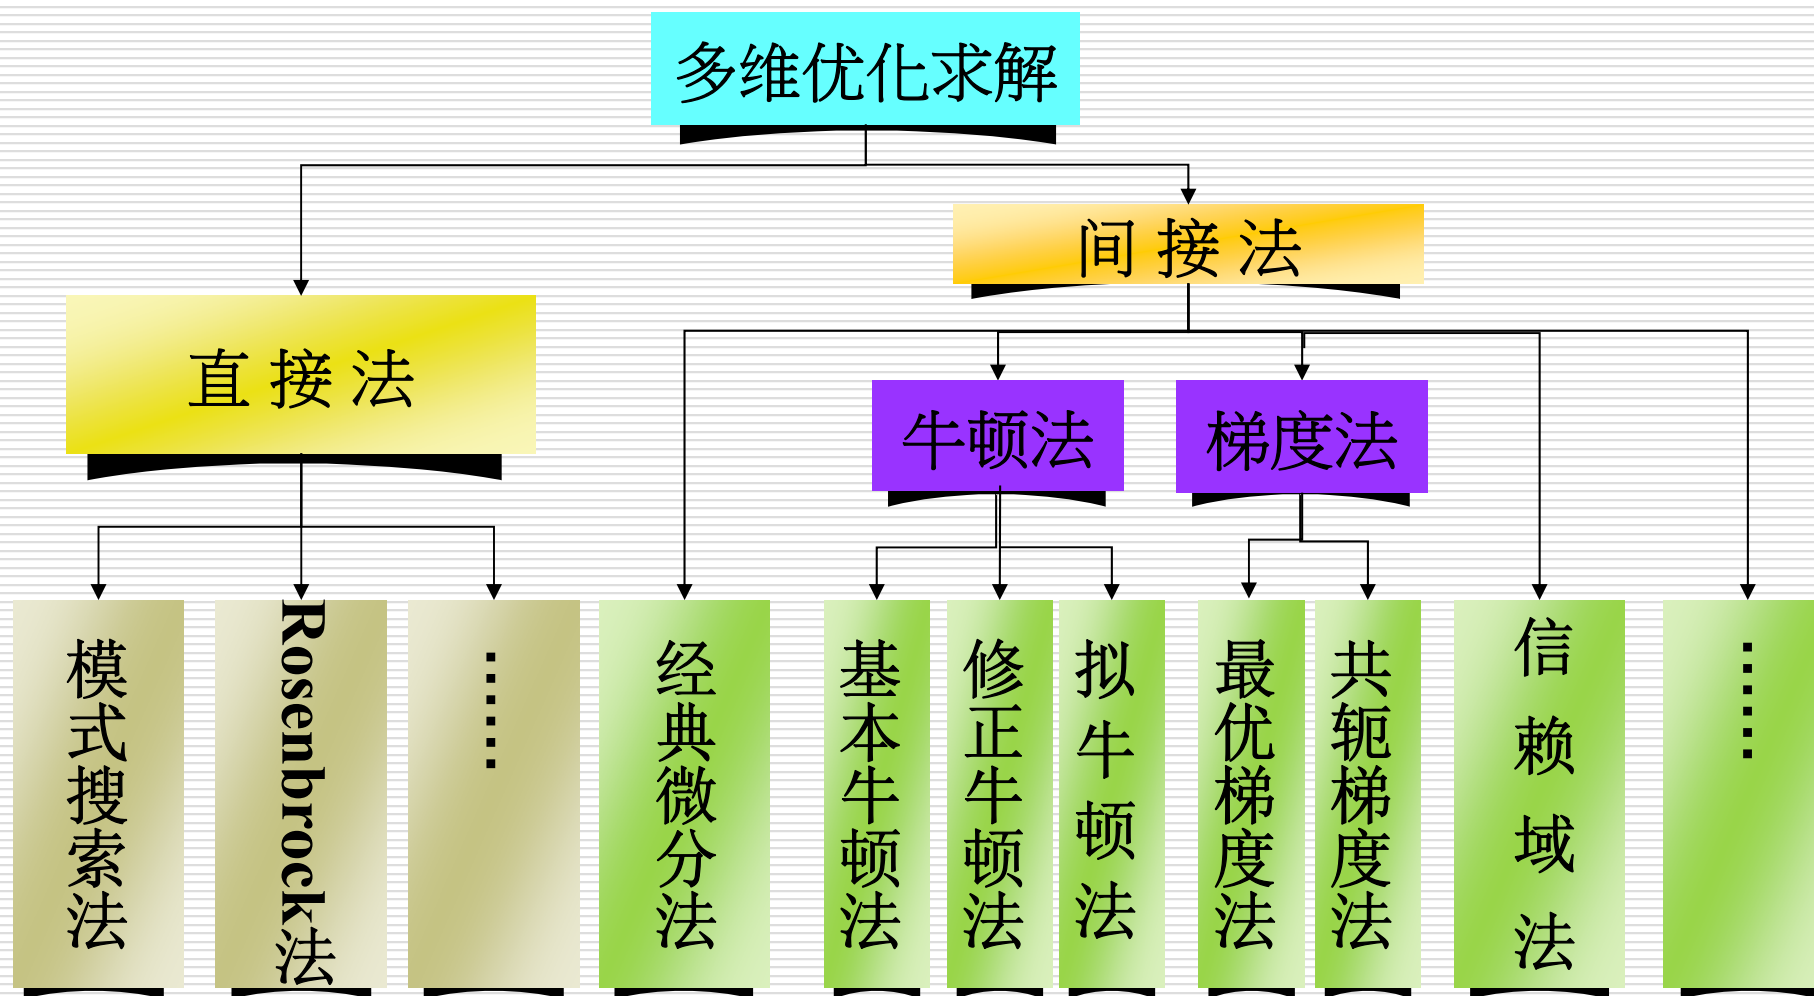 多维优化求解
间接法
直接法
牛顿法
梯度法
模式搜索法
Rosenbrock法
……
经典微分法
基本牛顿法
修正牛顿法
拟牛顿法
最优梯度法
共轭梯度法
信赖域法
……